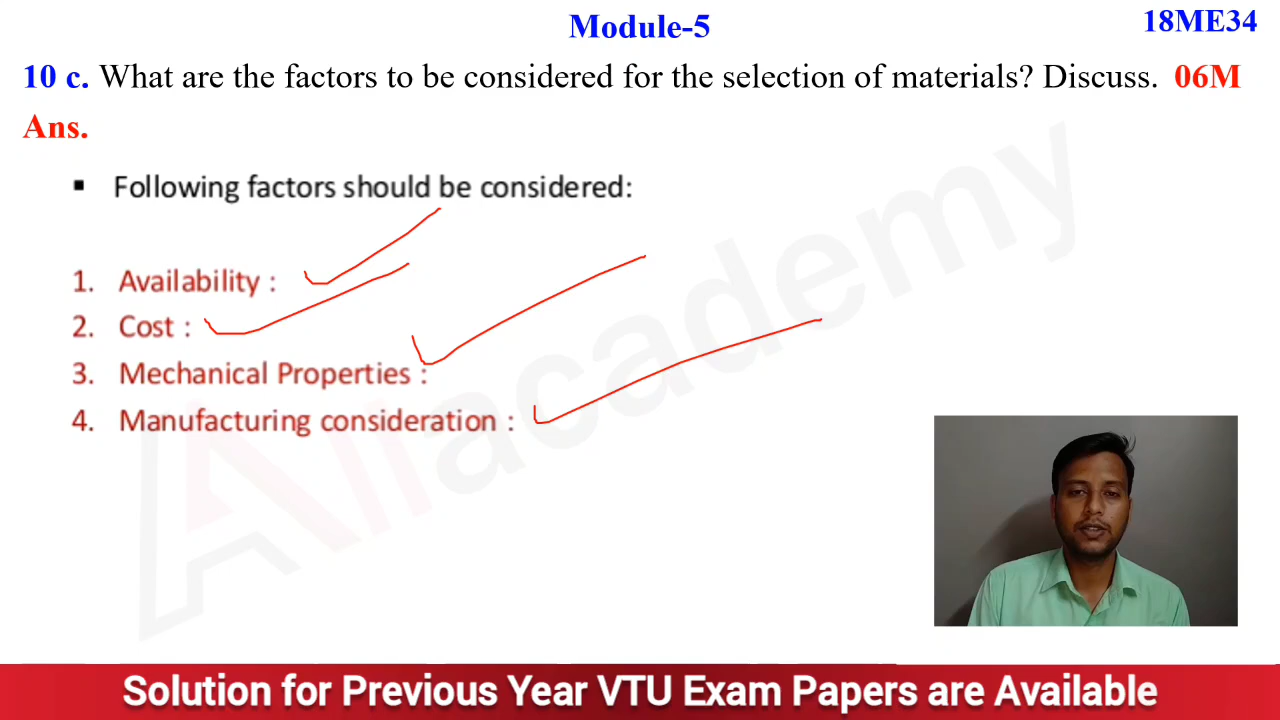 Module-5
18ME34
10 c. What are the factors to be considered for the selection of materials? Discuss. 06M
Ans.
▪ Following factors should be considered:
1. Availability :
2. Cost :
3. Mechanical Properties :
4. Manufacturing consideration :
Aliacademy
Solution for Previous Year VTU Exam Papers are Available